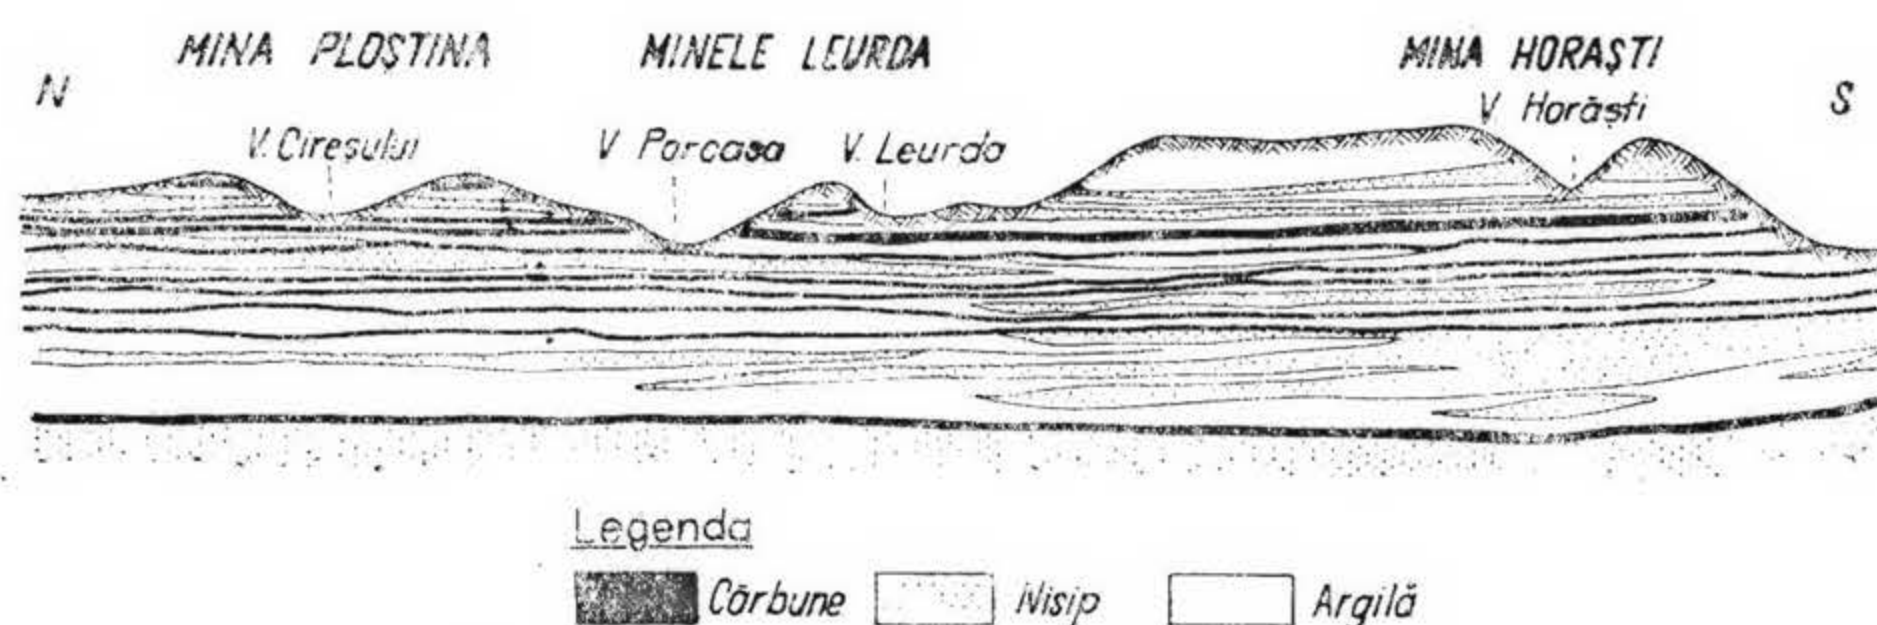 MINA PLOȘTINA MINELE LEURDA MINA HORAȘTI
N V Horăști S
V. Cireșului V Porcasa V. Leurda
Legenda
Cărbune Nisip Argilă